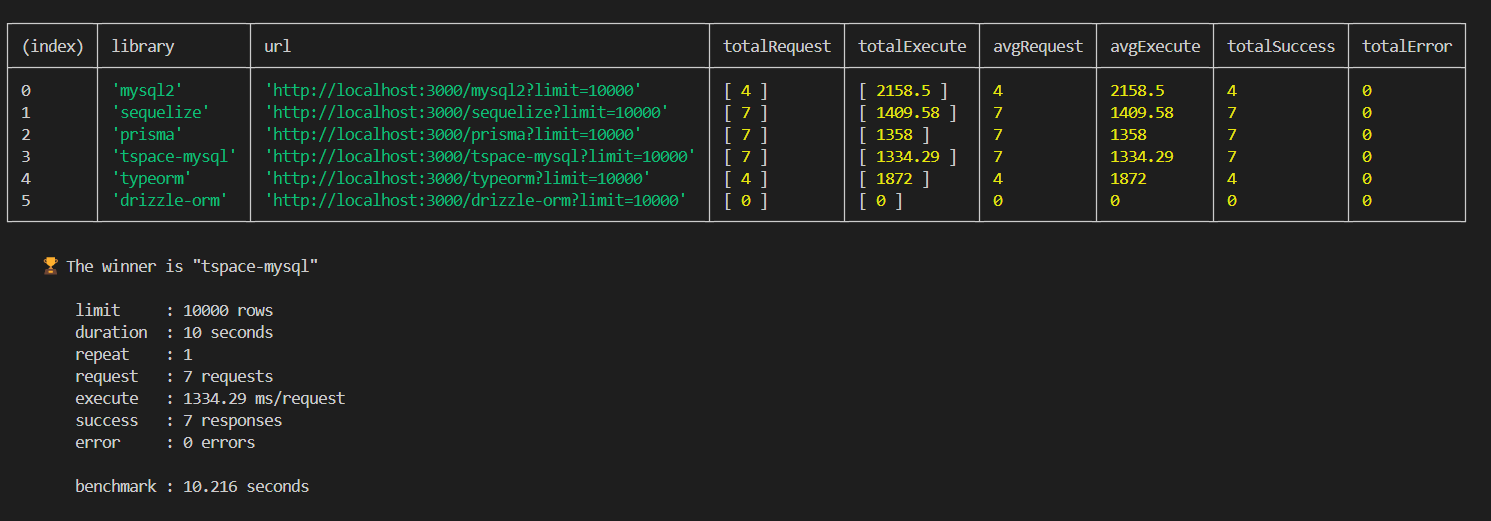 (index) library url totalRequest totalExecute avgRequest avgExecute totalSuccess totalError
0 'mysql2' 'http://localhost:3000/mysql2?limit=10000' [ 4 ] [ 2158.5 ] 4 2158.5 4 0
1 'sequelize' 'http://localhost:3000/sequelize?limit=10000' [ 7 ] [ 1409.58 ] 7 1409.58 7 0
2 'prisma' 'http://localhost:3000/prisma?limit=10000' [ 7 ] [ 1358 ] 7 1358 7 0
3 'tspace-mysql' 'http://localhost:3000/tspace-mysql?limit=10000' [ 7 ] [ 1334.29 ] 7 1334.29 7 0
4 'typeorm' 'http://localhost:3000/typeorm?limit=10000' [ 4 ] [ 1872 ] 4 1872 4 0
5 'drizzle-orm' 'http://localhost:3000/drizzle-orm?limit=10000' [ 0 ] [ 0 ] 0 0 0 0
🏆 The winner is "tspace-mysql"
limit : 10000 rows
duration : 10 seconds
repeat : 1
request : 7 requests
execute : 1334.29 ms/request
success : 7 responses
error : 0 errors
benchmark : 10.216 seconds